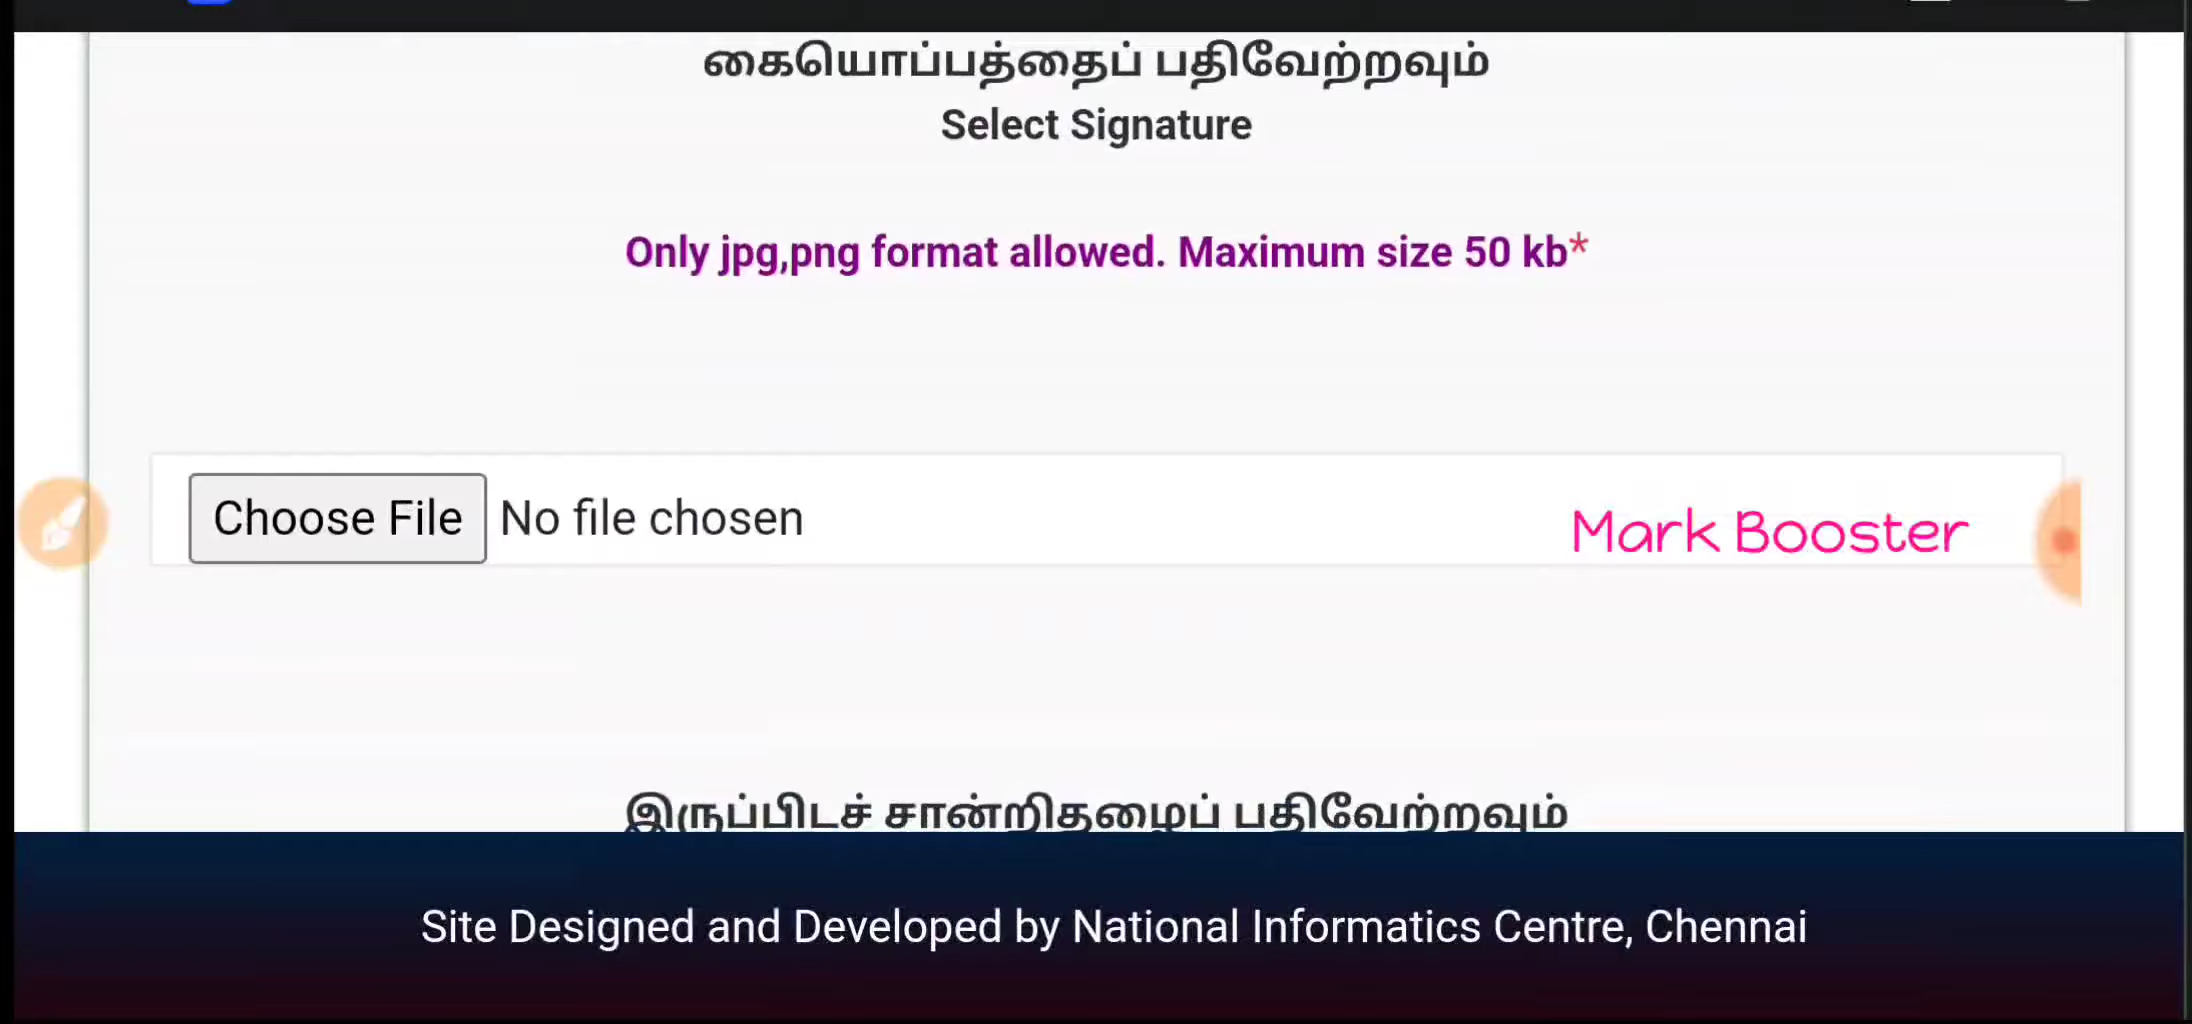 கையொப்பத்தைப் பதிவேற்றவும்
Select Signature
Only jpg,png format allowed. Maximum size 50 kb*
Choose File No file chosen
Mark Booster
இருப்பிடச் சான்றிதழைப் பதிவேற்றவும்
Site Designed and Developed by National Informatics Centre, Chennai